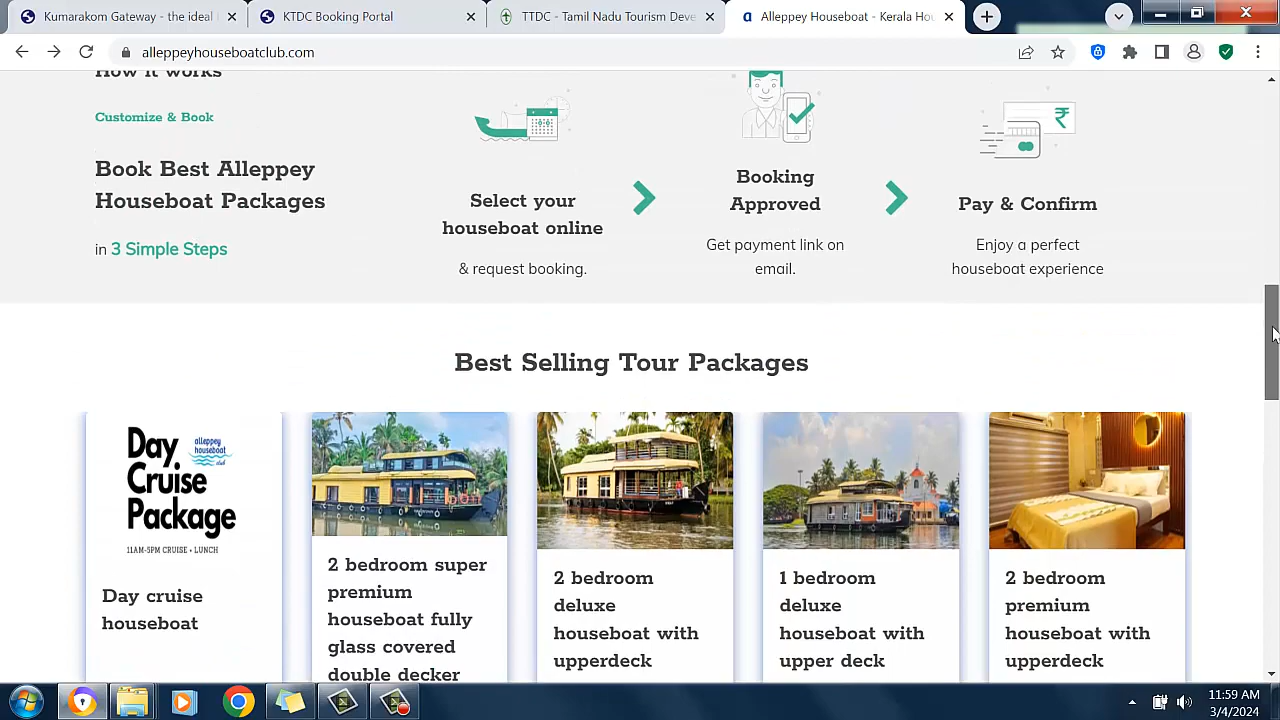 Kumarakom Gateway - the ideal
KTDC Booking Portal
TTDC - Tamil Nadu Tourism Deve
Alleppey Houseboat - Kerala Hou
alleppeyhouseboatclub.com
How it works
Customize & Book
Book Best Alleppey
Houseboat Packages
in 3 Simple Steps
Select your
houseboat online
& request booking.
Booking
Approved
Get payment link on
email.
Pay & Confirm
Enjoy a perfect
houseboat experience
Best Selling Tour Packages
Day
Cruise
Package
alleppey
houseboat
club
11AM-5PM CRUISE + LUNCH
Day cruise
houseboat
2 bedroom super
premium
houseboat fully
glass covered
double decker
2 bedroom
deluxe
houseboat with
upperdeck
1 bedroom
deluxe
houseboat with
upper deck
2 bedroom
premium
houseboat with
upperdeck
11:59 AM
3/4/2024